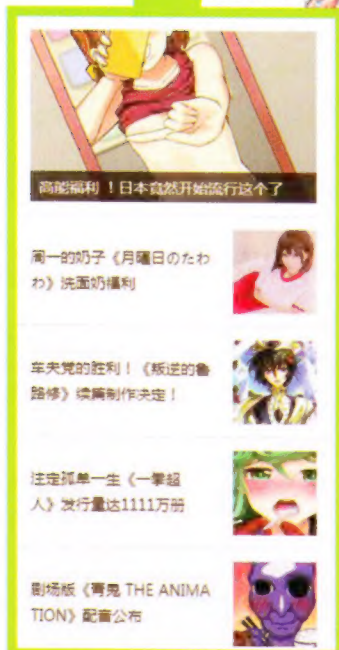 高能福利！日本竟然开始流行这个了
周一的奶子《月曜日のたわ
わ》洗面奶福利
车夫党的胜利！《叛逆的鲁
路修》续篇制作决定！
注定孤单一生《一拳超
人》发行量达1111万册
剧场版《青鬼 THE ANIMA
TION》配音公布